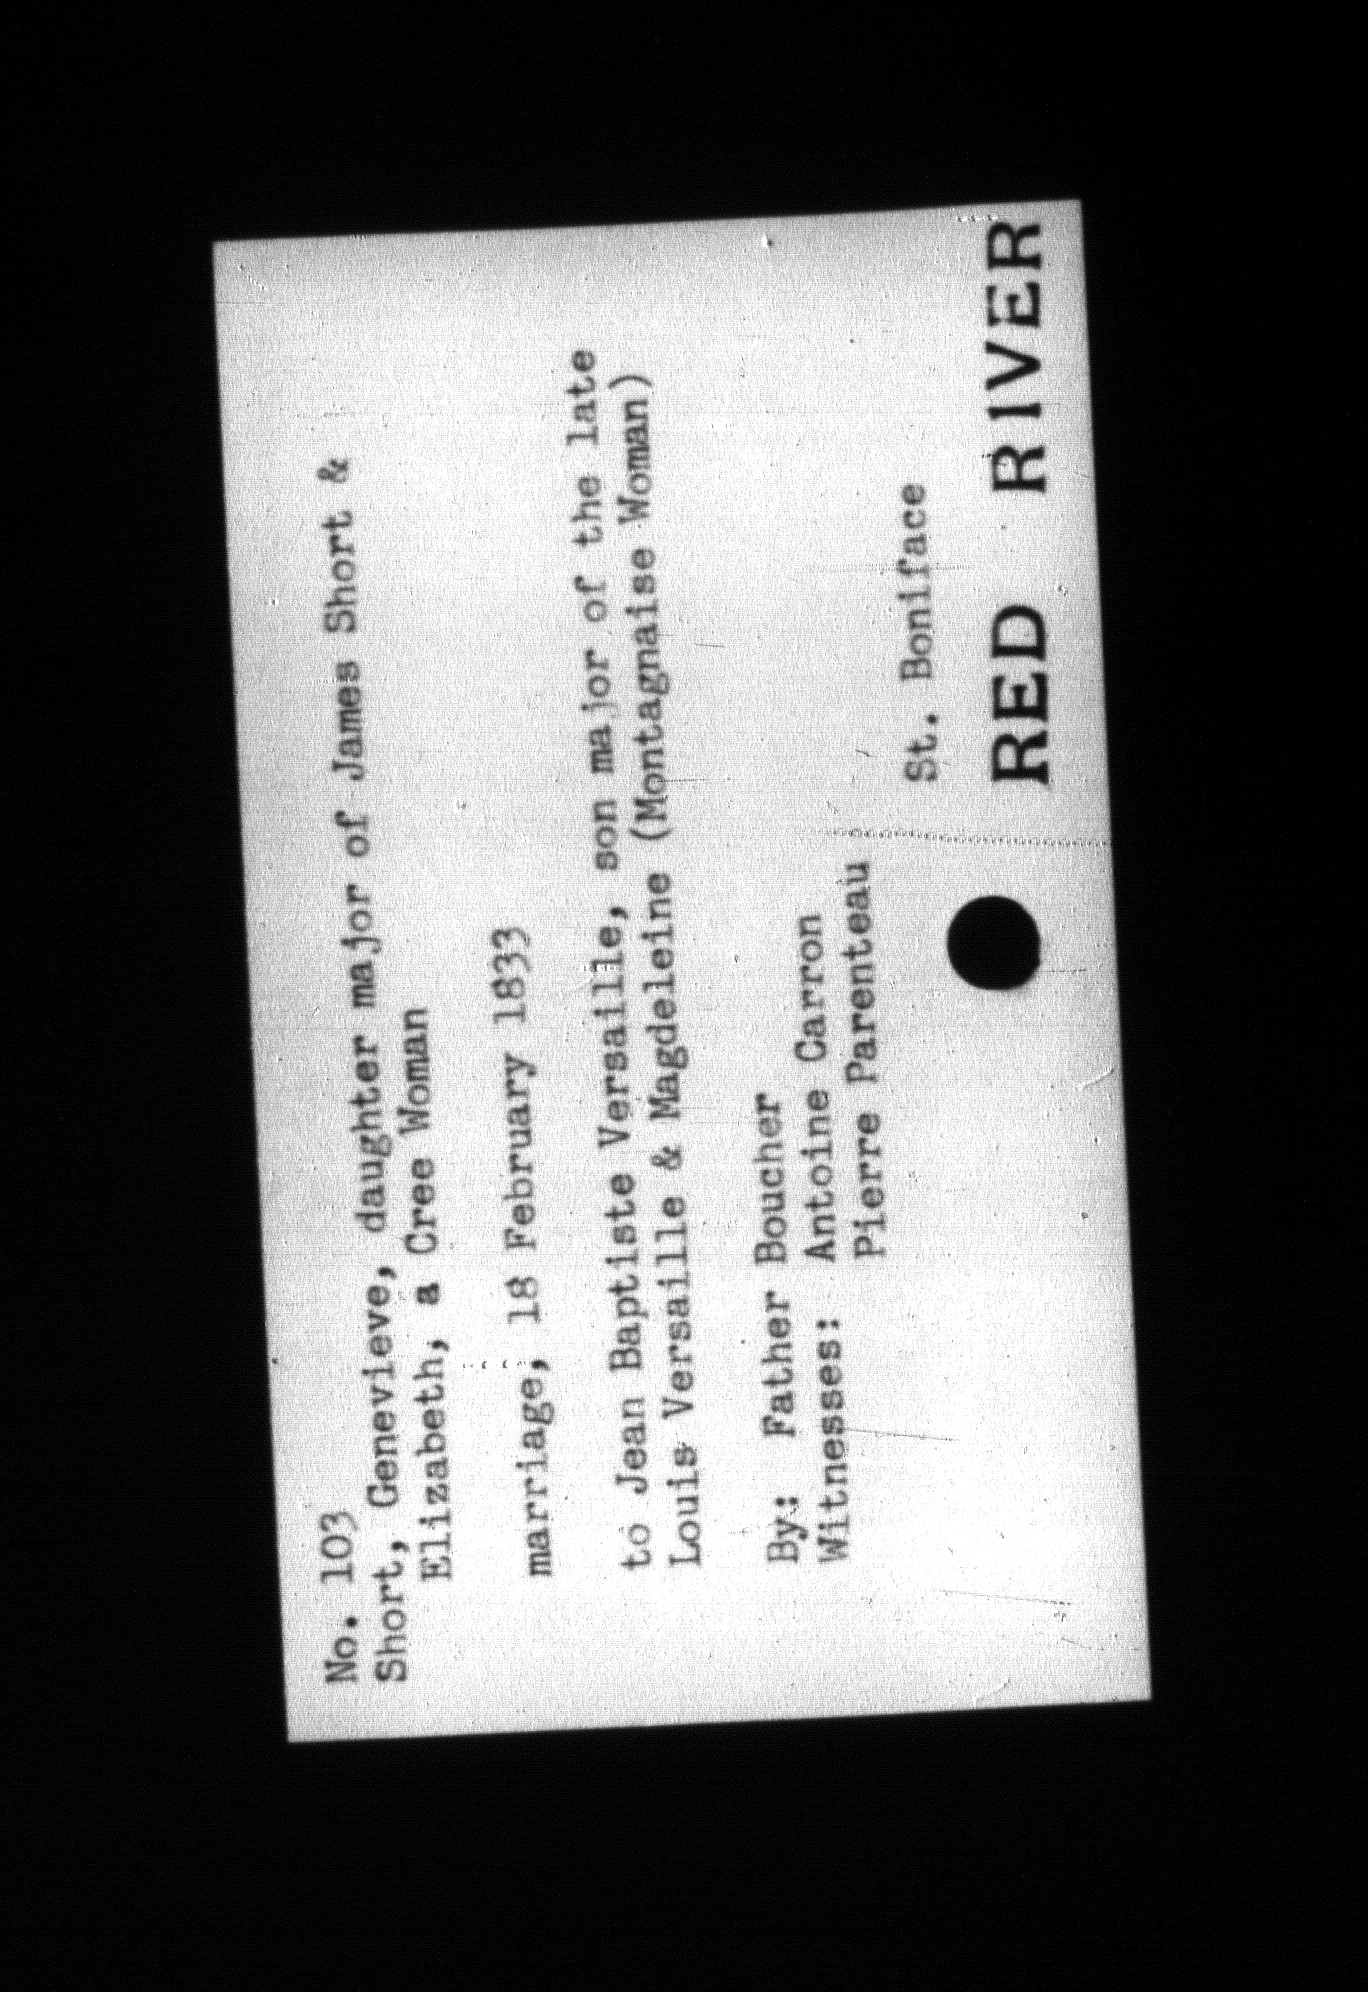 No. 103
Short, Genevieve, daughter major of James Short &
Elizabeth, a Cree Woman
marriage, 18 February 1833
to Jean Baptiste Versaille, son major of the late
Louis Versaille & Magdeleine (Montagnaise Woman)
By: Father Boucher
Witnesses: Antoine Carron
Pierre Parenteau
St. Boniface
RED RIVER